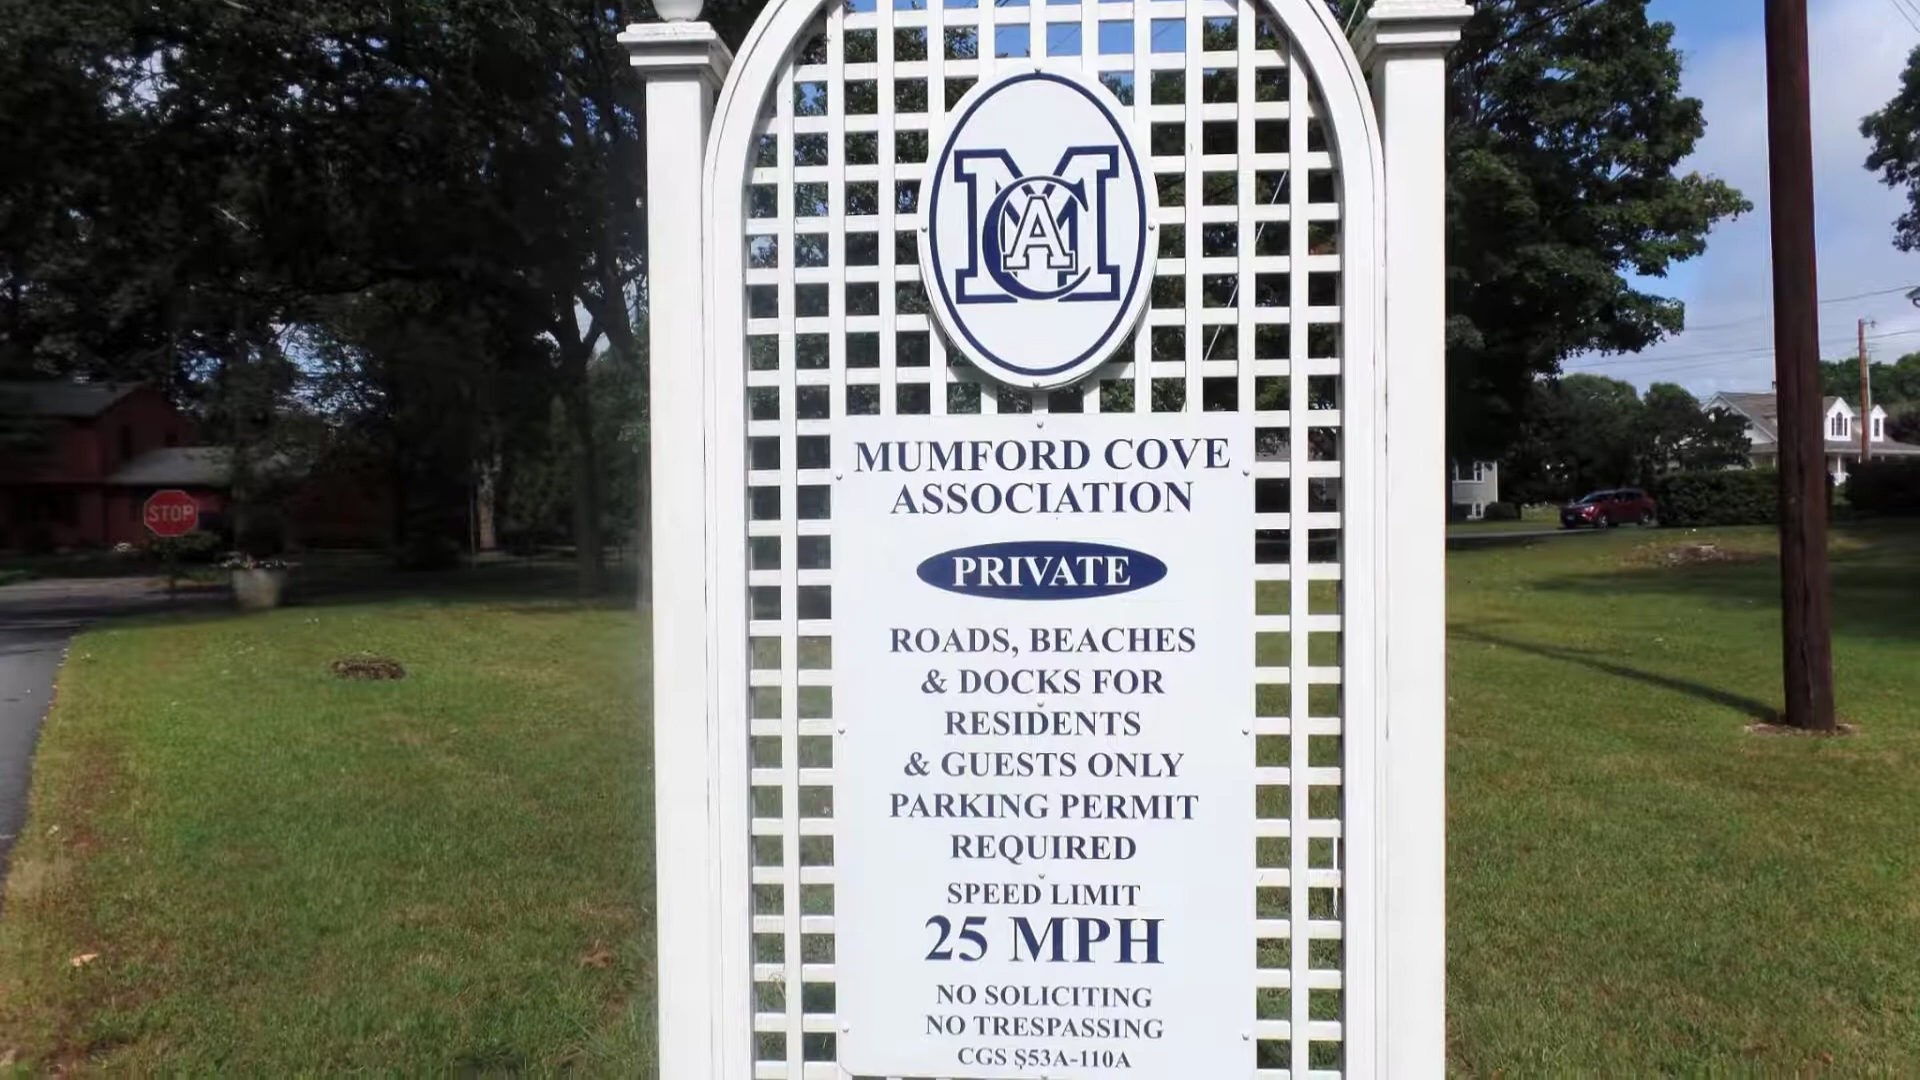 MCA
MUMFORD COVE
ASSOCIATION
PRIVATE
ROADS, BEACHES
& DOCKS FOR
RESIDENTS
& GUESTS ONLY
PARKING PERMIT
REQUIRED
SPEED LIMIT
25 MPH
NO SOLICITING
NO TRESPASSING
CGS §53A-110A
STOP